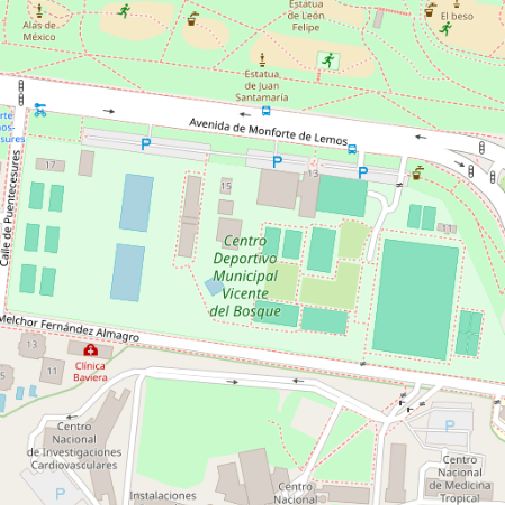 Alas de
México
Estatua
de León
Felipe
El beso
Estatua
de Juan
Santamaría
Avenida de Monforte de Lemos
P
P
P
Calle de Puentecesures
17
15
13
11
Centro
Deportivo
Municipal
Vicente
del Bosque
Melchor Fernández Almagro
13
11
Clínica
Baviera
Centro
Nacional
de Investigaciones
Cardiovasculares
P
Instalaciones
Centro
Nacional
P
Centro
Nacional
de Medicina
Tropical